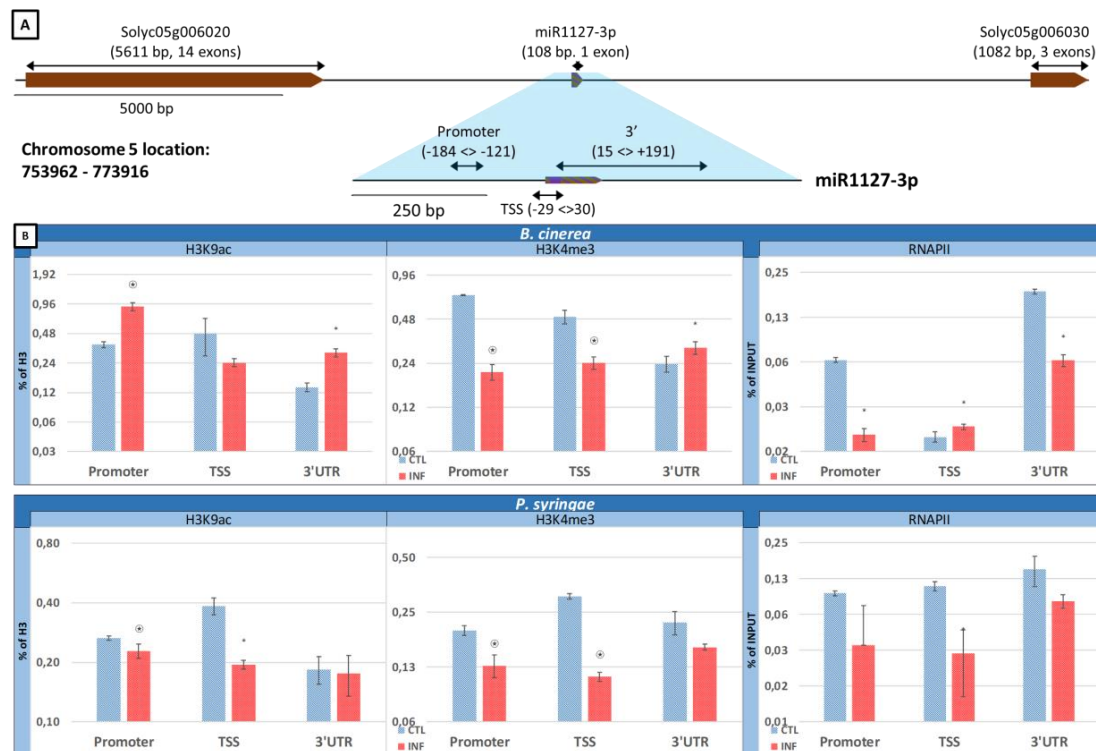 A
Solyc05g006020
(5611 bp, 14 exons)
miR1127-3p
(108 bp. 1 exon)
Solyc05g006030
(1082 bp, 3 exons)
5000 bp
Chromosome 5 location:
753962 - 773916
Promoter
(-184 <> -121)
3'
(15 <> +191)
miR1127-3p
250 bp
TSS (-29 <>30)
B
B. cinerea
H3K9ac
H3K4me3
RNAPII
% of H3
1,92
0,96
0,48
0,24
0,12
0,06
0,03
Promoter
TSS
3'UTR
0,96
0,48
0,24
0,12
0,06
CTL
INF
Promoter
TSS
3'UTR
% of INPUT
0,25
0,13
0,06
0,03
0,02
CTL
INF
Promoter
TSS
3'UTR
P. syringae
H3K9ac
H3K4me3
RNAPII
% of H3
0,80
0,40
0,20
0,10
Promoter
TSS
3'UTR
0,50
0,25
0,13
0,06
CTL
INF
Promoter
TSS
3'UTR
% of INPUT
0,25
0,13
0,06
0,03
0,02
0,01
CTL
INF
Promoter
TSS
3'UTR